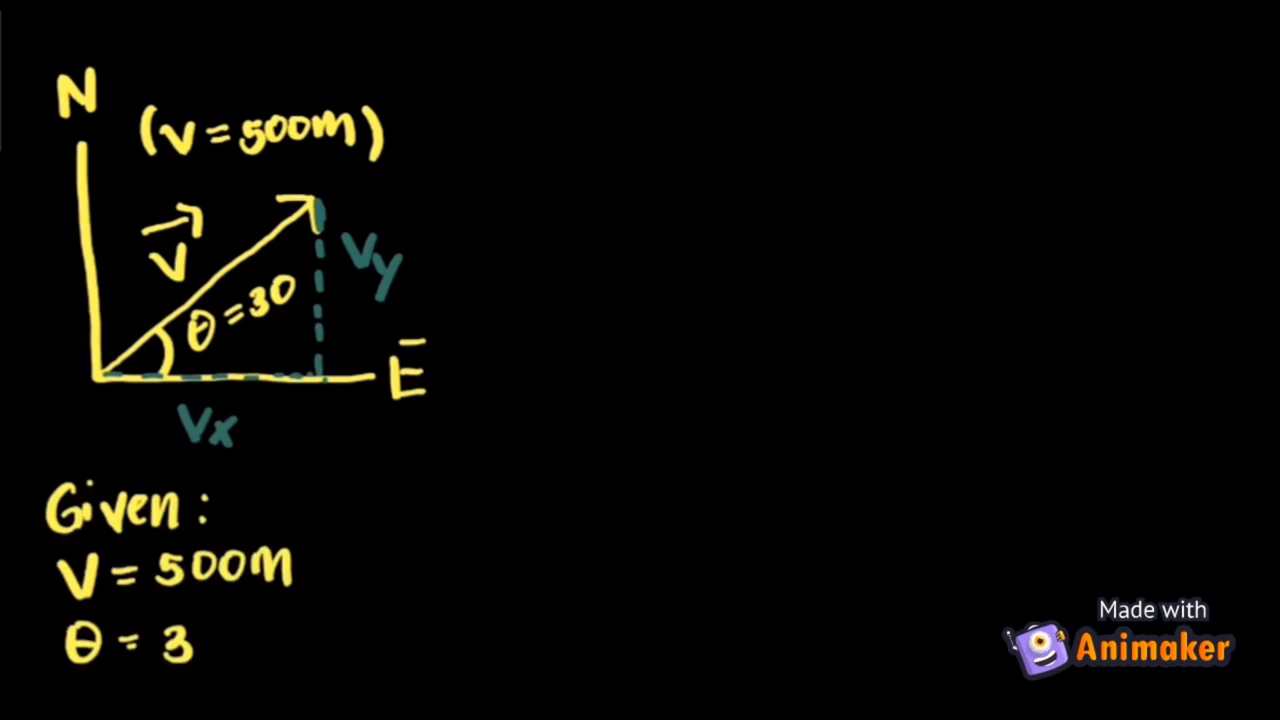 N
(V = 500m)
V
θ = 30
Vy
E
Vx
Given:
V = 500m
θ = 3
Made with
Animaker